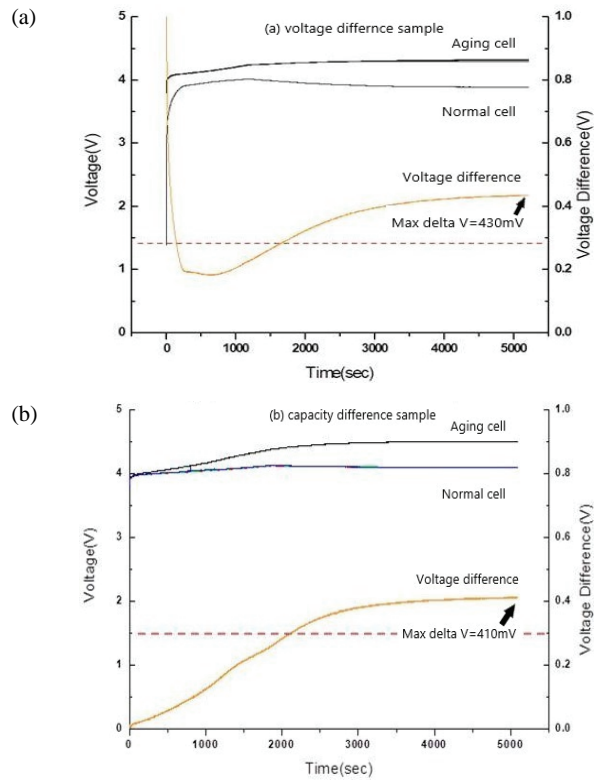 (a)
(a) voltage differnce sample
Aging cell
Normal cell
Voltage difference
Max delta V=430mV
Voltage(V)
5
4
3
2
1
0
Voltage Difference(V)
1.0
0.8
0.6
0.4
0.2
0.0
0 1000 2000 3000 4000 5000
Time(sec)
(b)
(b) capacity difference sample
Aging cell
Normal cell
Voltage difference
Max delta V=410mV
Voltage(V)
5
4
3
2
1
0
Voltage Difference(V)
1.0
0.8
0.6
0.4
0.2
0.0
0 1000 2000 3000 4000 5000
Time(sec)